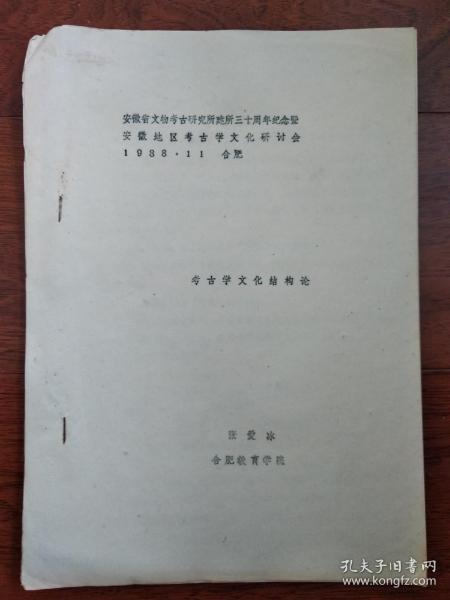 安徽省文物考古研究所建所三十周年纪念暨
安徽地区考古学文化研讨会
1988·11 合肥
考古学文化结构论
张爱冰
合肥教育学院
孔夫子旧书网
www.kongfz.com